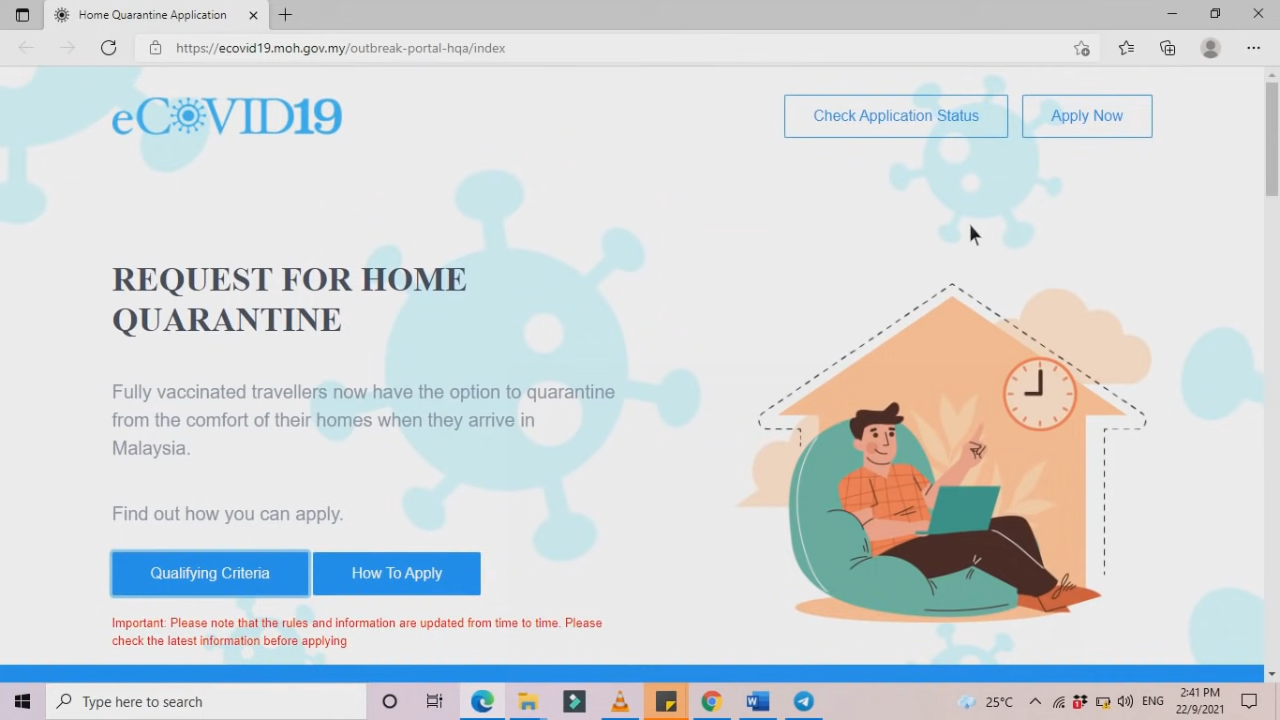 Home Quarantine Application
https://ecovid19.moh.gov.my/outbreak-portal-hqa/index
eCOVID19
Check Application Status
Apply Now
REQUEST FOR HOME
QUARANTINE
Fully vaccinated travellers now have the option to quarantine
from the comfort of their homes when they arrive in
Malaysia.
Find out how you can apply.
Qualifying Criteria
How To Apply
Important: Please note that the rules and information are updated from time to time. Please
check the latest information before applying
Type here to search
25°C
ENG
2:41 PM
22/9/2021